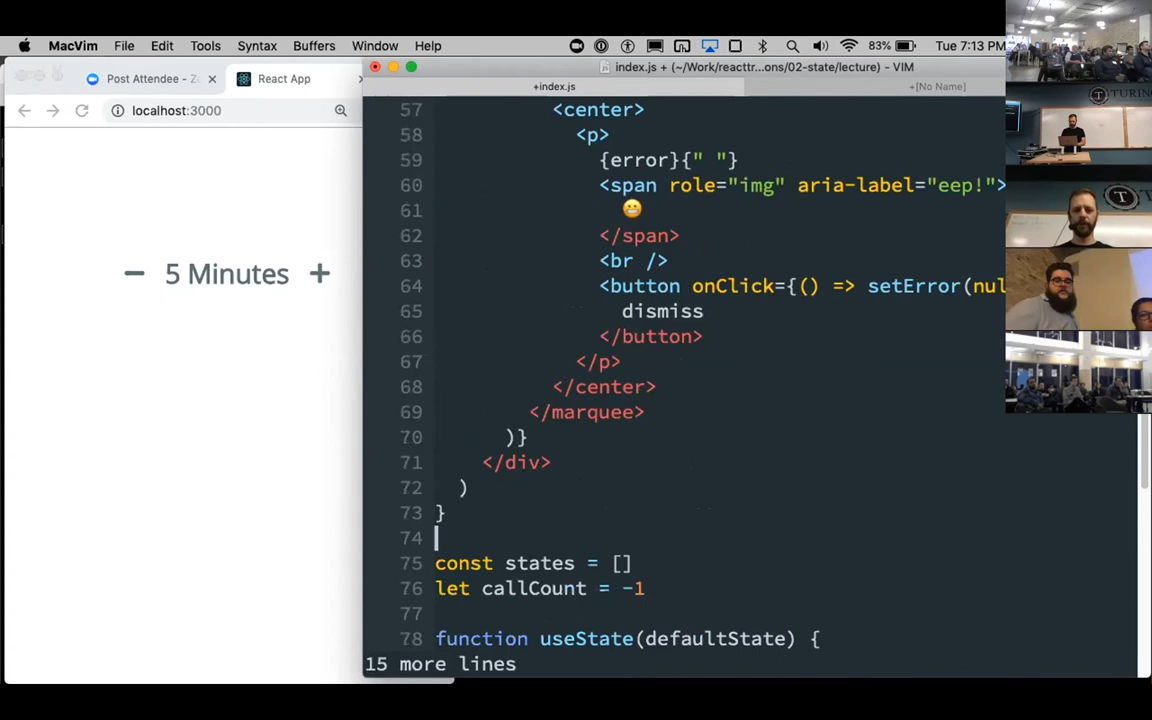 MacVim File Edit Tools Syntax Buffers Window Help 83% Tue 7:13 PM
Post Attendee - Z
React App
index.js + (~/Work/reacttr...ons/02-state/lecture) - VIM
+index.js
+[No Name]
localhost:3000
− 5 Minutes +
57 <center>
58 <p>
59 {error}{" "}
60 <span role="img" aria-label="eep!">
61 😬
62 </span>
63 <br />
64 <button onClick={() => setError(nul
65 dismiss
66 </button>
67 </p>
68 </center>
69 </marquee>
70 )}
71 </div>
72 )
73 }
74
75 const states = []
76 let callCount = -1
77
78 function useState(defaultState) {
15 more lines
TURIN